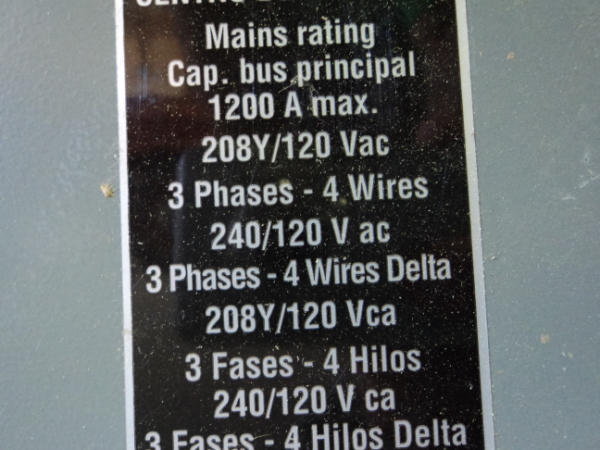 Mains rating
Cap. bus principal
1200 A max.
208Y/120 Vac
3 Phases - 4 Wires
240/120 V ac
3 Phases - 4 Wires Delta
208Y/120 Vca
3 Fases - 4 Hilos
240/120 V ca
3 Fases - 4 Hilos Delta